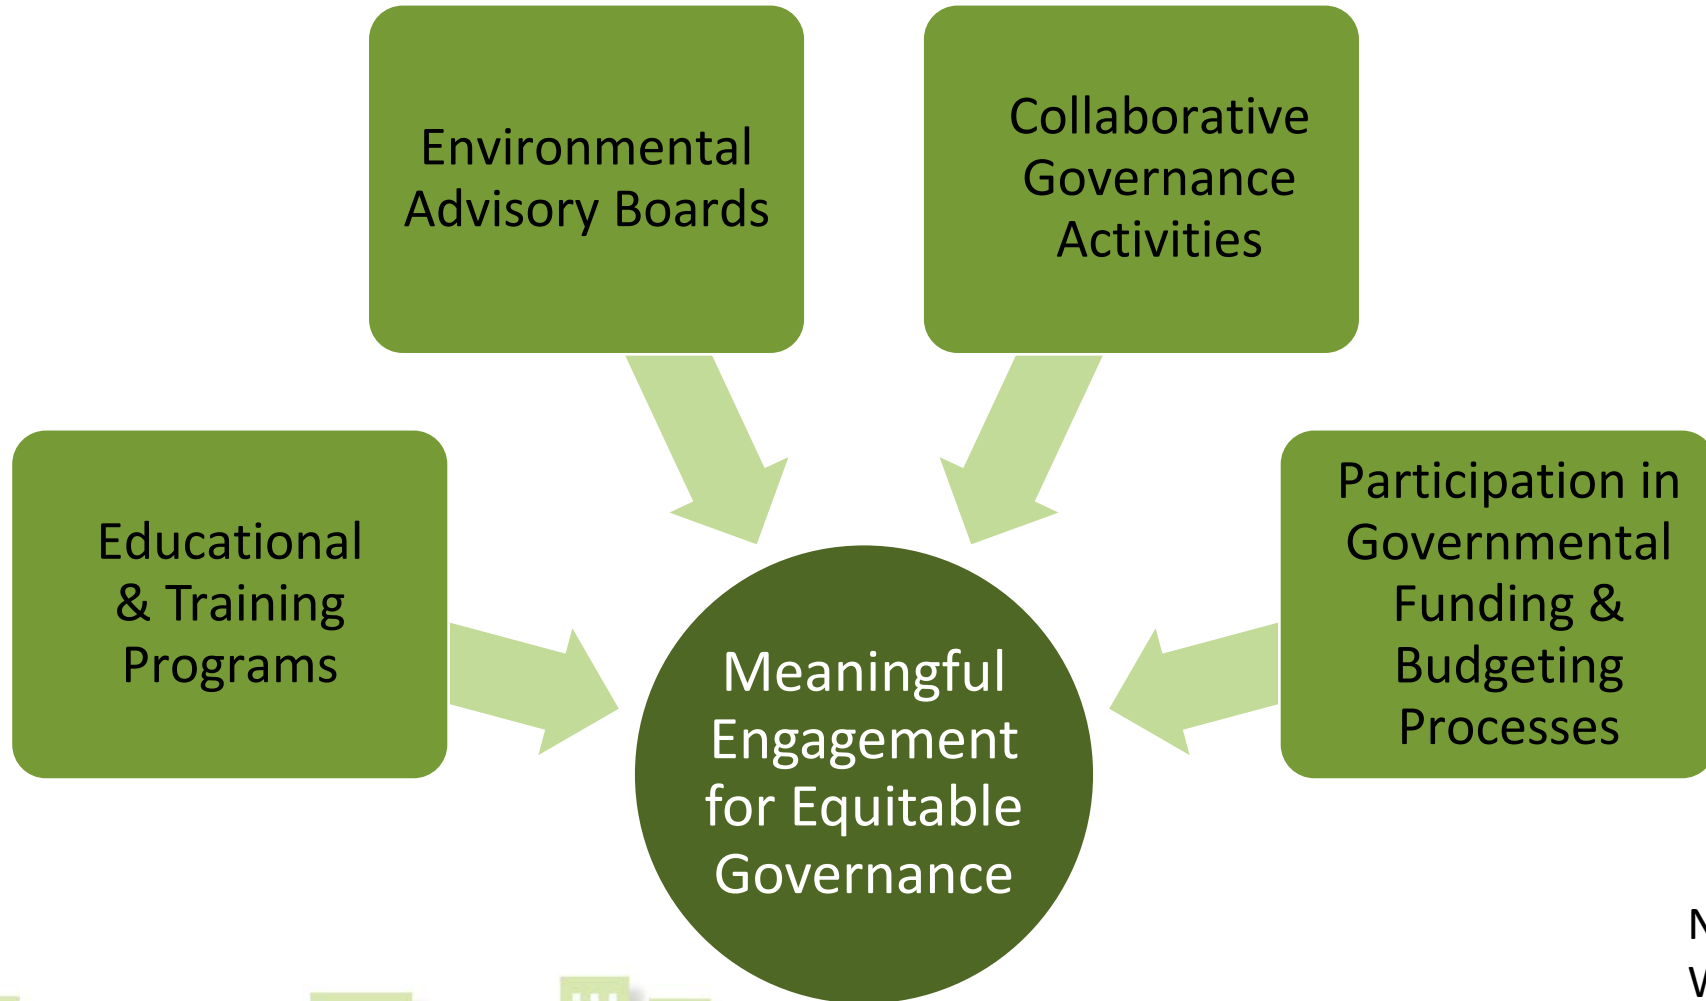 Environmental
Advisory Boards
Collaborative
Governance
Activities
Educational
& Training
Programs
Participation in
Governmental
Funding &
Budgeting
Processes
Meaningful
Engagement
for Equitable
Governance